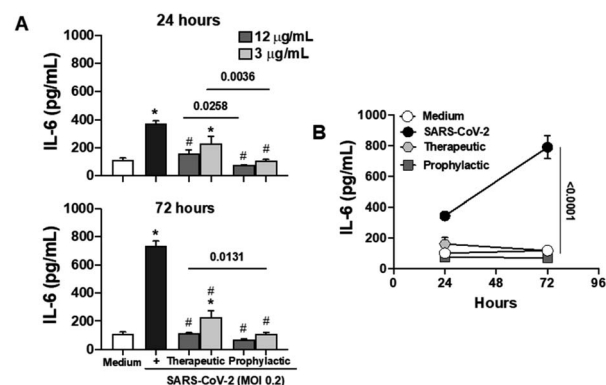 A
24 hours
12 μg/mL
3 μg/mL
IL-6 (pg/mL)
1000
800
600
400
200
0
0.0036
0.0258
*
#
*
#
#
72 hours
IL-6 (pg/mL)
1000
800
600
400
200
0
0.0131
*
#
#
*
#
#
Medium
+
Therapeutic
Prophylactic
SARS-CoV-2 (MOI 0.2)
B
IL-6 (pg/mL)
1000
800
600
400
200
0
Medium
SARS-CoV-2
Therapeutic
Prophylactic
<0.0001
0 24 48 72 96
Hours